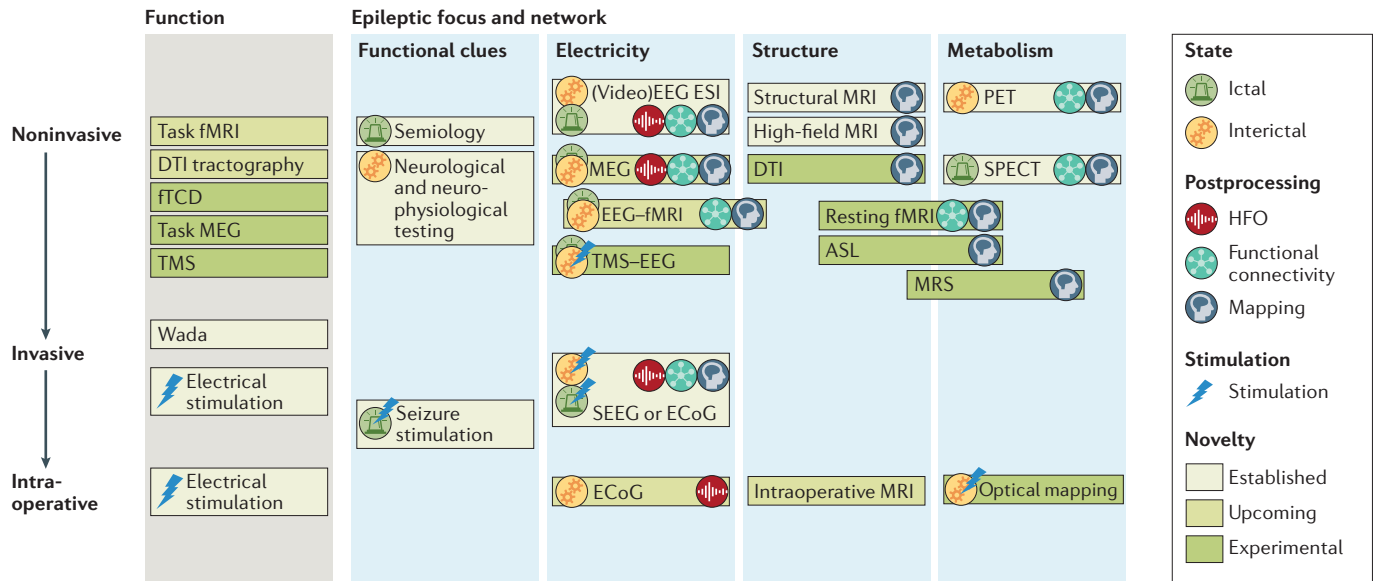 Function
Epileptic focus and network
Functional clues
Electricity
Structure
Metabolism
Noninvasive
Invasive
Intra-
operative
Task fMRI
DTI tractography
fTCD
Task MEG
TMS
Wada
Electrical
stimulation
Electrical
stimulation
Semiology
Neurological
and neuro-
physiological
testing
Seizure
stimulation
(Video)EEG ESI
MEG
EEG–fMRI
TMS–EEG
SEEG or ECoG
ECoG
Structural MRI
High-field MRI
DTI
Resting fMRI
ASL
MRS
Intraoperative MRI
PET
SPECT
Optical mapping
State
Ictal
Interictal
Postprocessing
HFO
Functional
connectivity
Mapping
Stimulation
Stimulation
Novelty
Established
Upcoming
Experimental